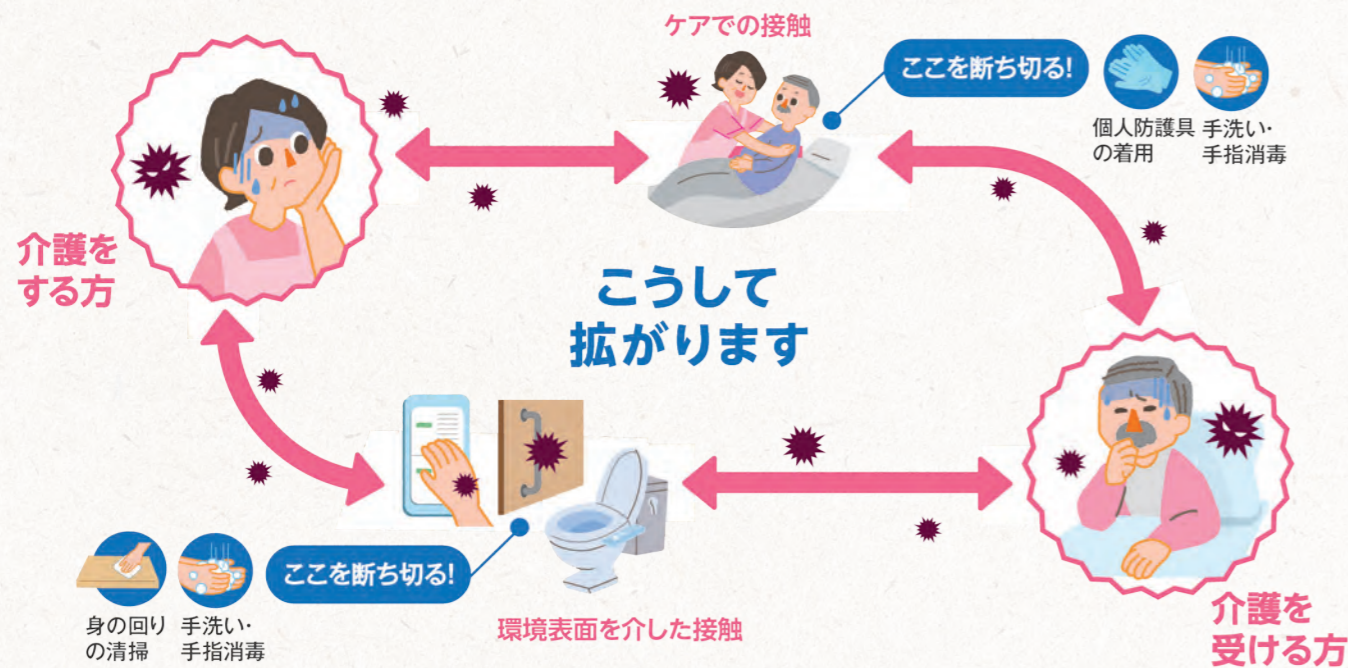 ケアでの接触
ここを断ち切る!
個人防護具
の着用
手洗い・
手指消毒
介護を
する方
こうして
拡がります
ここを断ち切る!
身の回り
の清掃
手洗い・
手指消毒
環境表面を介した接触
介護を
受ける方